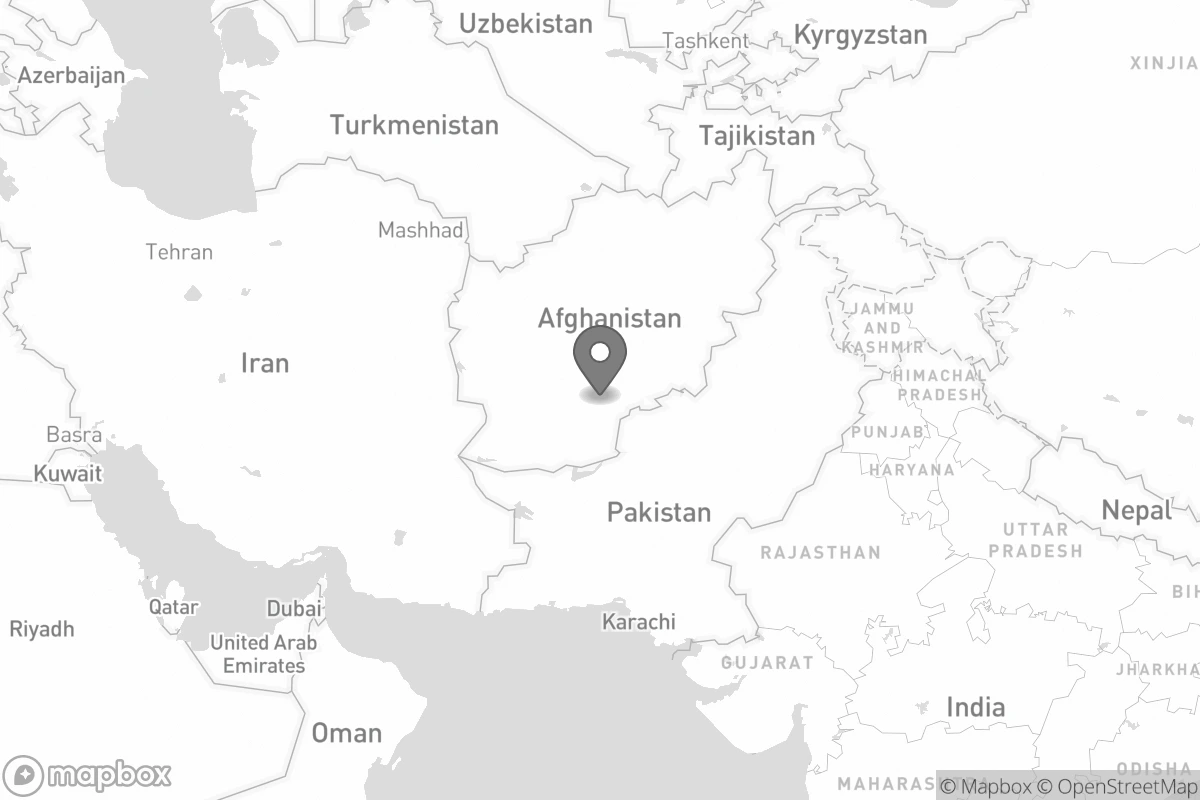 Uzbekistan
Kyrgyzstan
Tashkent
XINJIA
Azerbaijan
Turkmenistan
Tajikistan
Mashhad
Tehran
Afghanistan
JAMMU
AND
KASHMIR
Iran
HIMACHAL
PRADESH
PUNJAB
Basra
Kuwait
HARYANA
Pakistan
Nepal
UTTAR
PRADESH
RAJASTHAN
BIH
Qatar
Dubai
Karachi
Riyadh
United Arab
Emirates
GUJARAT
JHARKHA
India
Oman
mapbox
ODISHA
MAHARASHTRA
© Mapbox © OpenStreetMap